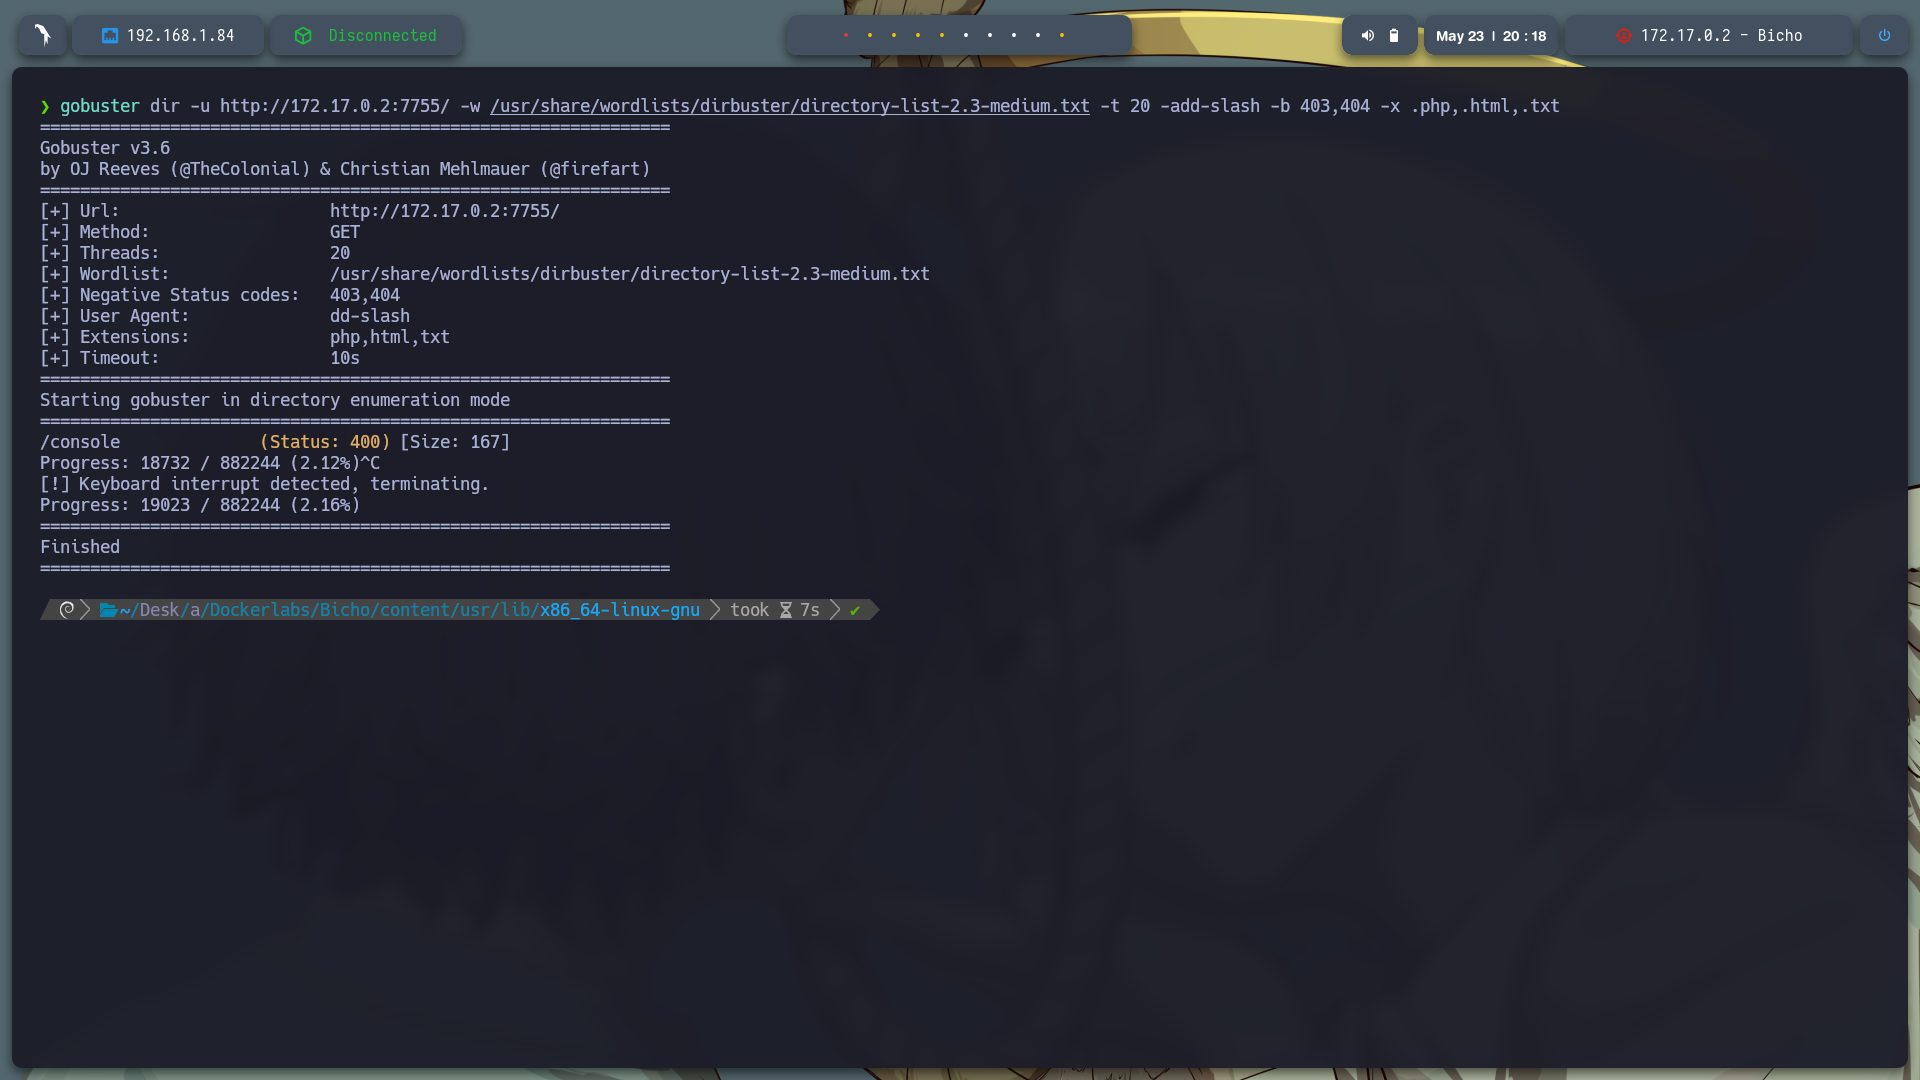 192.168.1.84
Disconnected
May 23 | 20 : 18
172.17.0.2 - Bicho
❯ gobuster dir -u http://172.17.0.2:7755/ -w /usr/share/wordlists/dirbuster/directory-list-2.3-medium.txt -t 20 -add-slash -b 403,404 -x .php,.html,.txt
===============================================================
Gobuster v3.6
by OJ Reeves (@TheColonial) & Christian Mehlmauer (@firefart)
===============================================================
[+] Url:                     http://172.17.0.2:7755/
[+] Method:                  GET
[+] Threads:                 20
[+] Wordlist:                /usr/share/wordlists/dirbuster/directory-list-2.3-medium.txt
[+] Negative Status codes:   403,404
[+] User Agent:              dd-slash
[+] Extensions:              php,html,txt
[+] Timeout:                 10s
===============================================================
Starting gobuster in directory enumeration mode
===============================================================
/console              (Status: 400) [Size: 167]
Progress: 18732 / 882244 (2.12%)^C
[!] Keyboard interrupt detected, terminating.
Progress: 19023 / 882244 (2.16%)
===============================================================
Finished
===============================================================
~/Desk/a/Dockerlabs/Bicho/content/usr/lib/x86_64-linux-gnu took 7s ✔